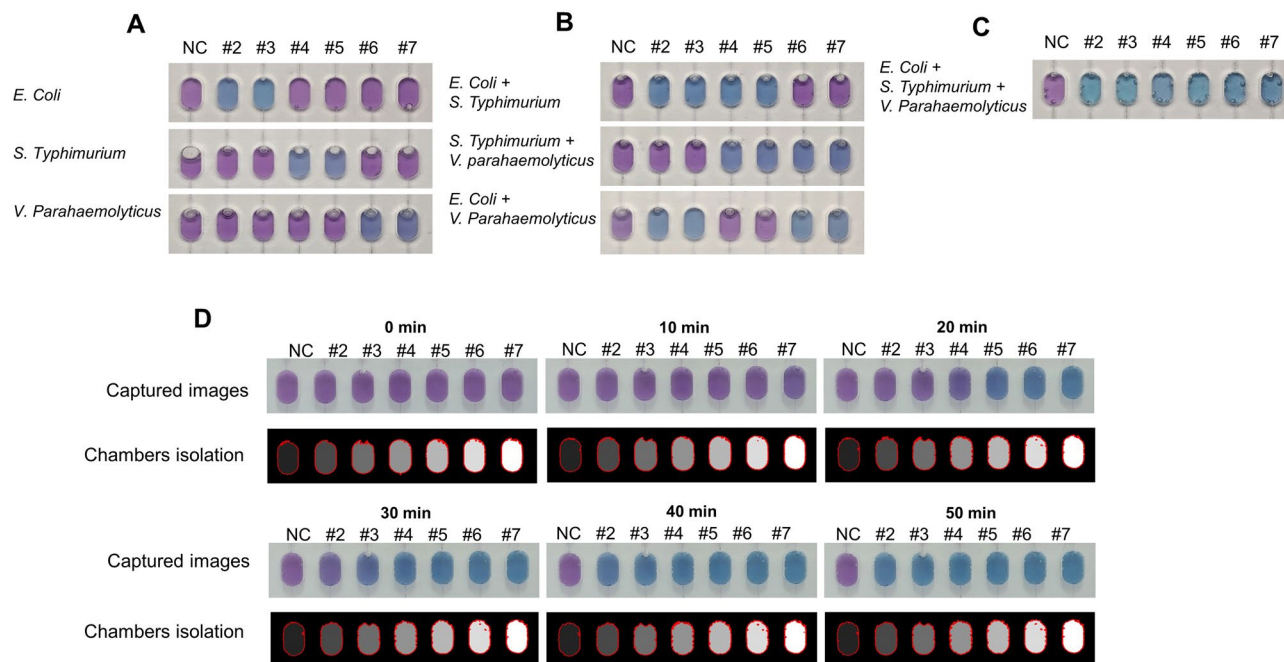 A
NC #2 #3 #4 #5 #6 #7
E. Coli
S. Typhimurium
V. Parahaemolyticus
B
NC #2 #3 #4 #5 #6 #7
E. Coli +
S. Typhimurium
S. Typhimurium +
V. parahaemolyticus
E. Coli +
V. Parahaemolyticus
C
NC #2 #3 #4 #5 #6 #7
E. Coli +
S. Typhimurium +
V. Parahaemolyticus
D
0 min 10 min 20 min
NC #2 #3 #4 #5 #6 #7 NC #2 #3 #4 #5 #6 #7 NC #2 #3 #4 #5 #6 #7
Captured images
Chambers isolation
30 min 40 min 50 min
NC #2 #3 #4 #5 #6 #7 NC #2 #3 #4 #5 #6 #7 NC #2 #3 #4 #5 #6 #7
Captured images
Chambers isolation